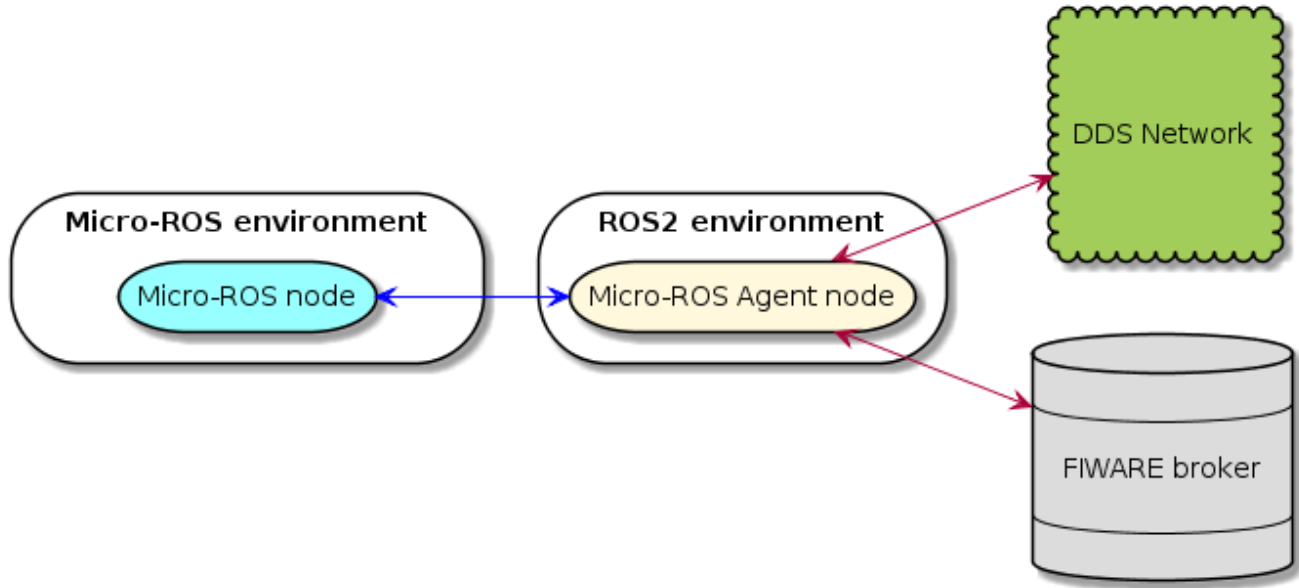 DDS Network
Micro-ROS environment
ROS2 environment
Micro-ROS node
Micro-ROS Agent node
FIWARE broker